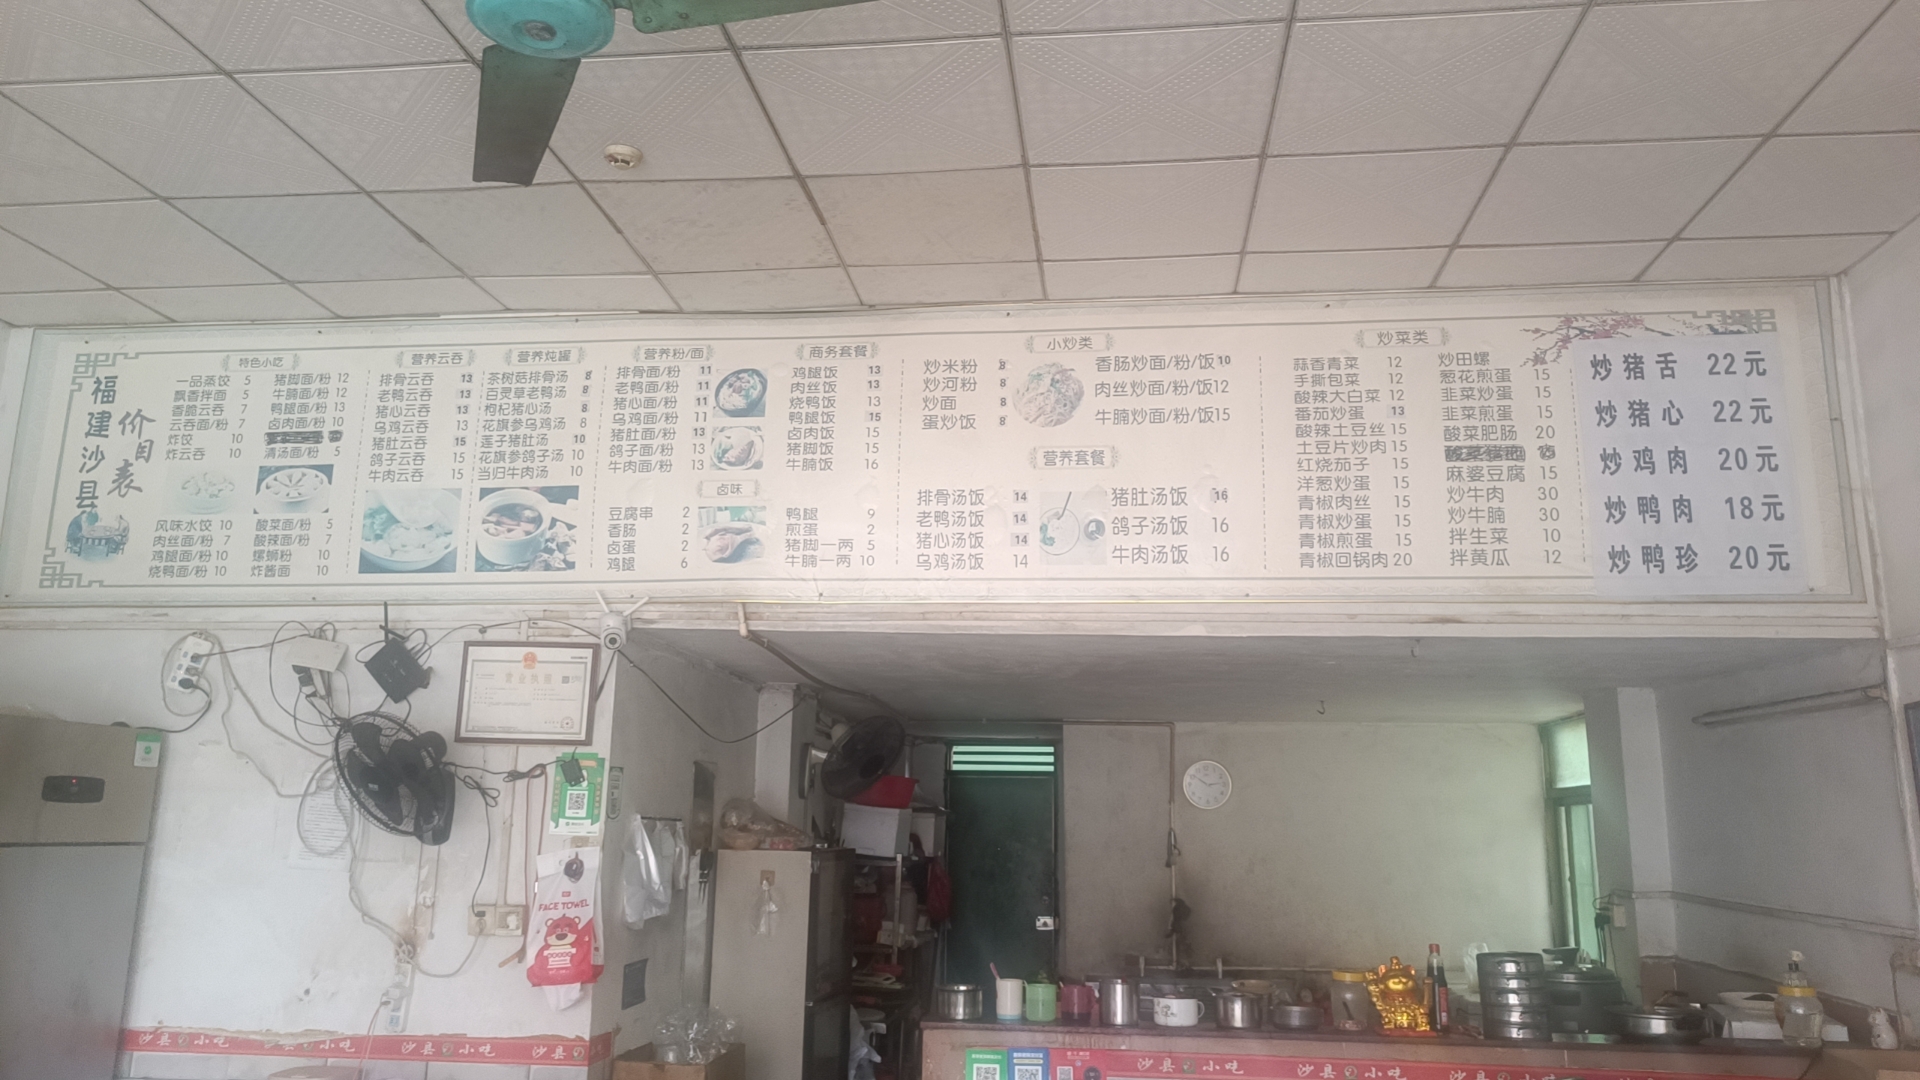 福建沙县
价目表
特色小吃
一品蒸饺 5
飘香拌面 5
香脆云吞 7
云吞面/粉 7
炸饺 10
炸云吞 10
猪脚面/粉 12
牛腩面/粉 12
鸭腿面/粉 13
卤肉面/粉 10
清汤面/粉 5
风味水饺 10
肉丝面/粉 7
鸡腿面/粉 10
烧鸭面/粉 10
酸菜面/粉 5
酸辣面/粉 5
螺蛳粉 10
炸酱面 10
营养云吞
排骨云吞 13
老鸭云吞 13
猪心云吞 13
乌鸡云吞 13
猪肚云吞 15
鸽子云吞 15
牛肉云吞 15
营养炖罐
茶树菇排骨汤 8
百灵草老鸭汤 8
枸杞猪心汤 8
花旗参乌鸡汤 8
莲子猪肚汤 10
花旗参鸽子汤 10
当归牛肉汤 10
营养粉/面
排骨面/粉 11
老鸭面/粉 11
猪心面/粉 11
乌鸡面/粉 11
猪肚面/粉 13
鸽子面/粉 13
牛肉面/粉 13
商务套餐
鸡腿饭 13
肉丝饭 13
烧鸭饭 13
鸭腿饭 15
卤肉饭 15
猪脚饭 15
牛腩饭 16
卤味
豆腐串 2
香肠 2
卤蛋 2
鸡腿 6
鸭腿 9
煎蛋 2
猪脚一两 5
牛腩一两 10
小炒类
炒米粉 8
炒河粉 8
炒面 8
蛋炒饭 8
香肠炒面/粉/饭 10
肉丝炒面/粉/饭 12
牛腩炒面/粉/饭 15
营养套餐
排骨汤饭 14
老鸭汤饭 14
猪心汤饭 14
乌鸡汤饭 14
猪肚汤饭 16
鸽子汤饭 16
牛肉汤饭 16
炒菜类
蒜香青菜 12
手撕包菜 12
酸辣大白菜 12
番茄炒蛋 13
酸辣土豆丝 15
土豆片炒肉 15
红烧茄子 15
洋葱炒蛋 15
青椒肉丝 15
青椒炒蛋 15
青椒煎蛋 15
青椒回锅肉 20
炒田螺
葱花煎蛋 15
韭菜炒蛋 15
韭菜煎蛋 15
酸菜肥肠 20
麻婆豆腐 15
炒牛肉 30
炒牛腩 30
拌生菜 10
拌黄瓜 12
炒猪舌 22元
炒猪心 22元
炒鸡肉 20元
炒鸭肉 18元
炒鸭珍 20元
营业执照
FACE TOWEL
沙县小吃
沙县小吃
沙县小吃
沙县
沙县小吃
沙县小吃
沙县小吃